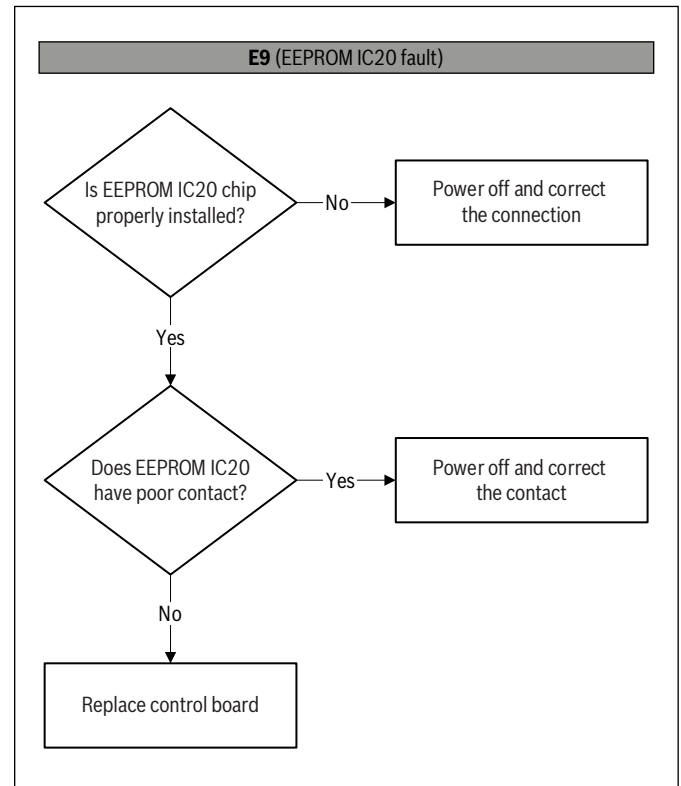 E9 (EEPROM IC20 fault)
Is EEPROM IC20 chip
properly installed?
No
Power off and correct
the connection
Yes
Does EEPROM IC20
have poor contact?
Yes
Power off and correct
the contact
No
Replace control board